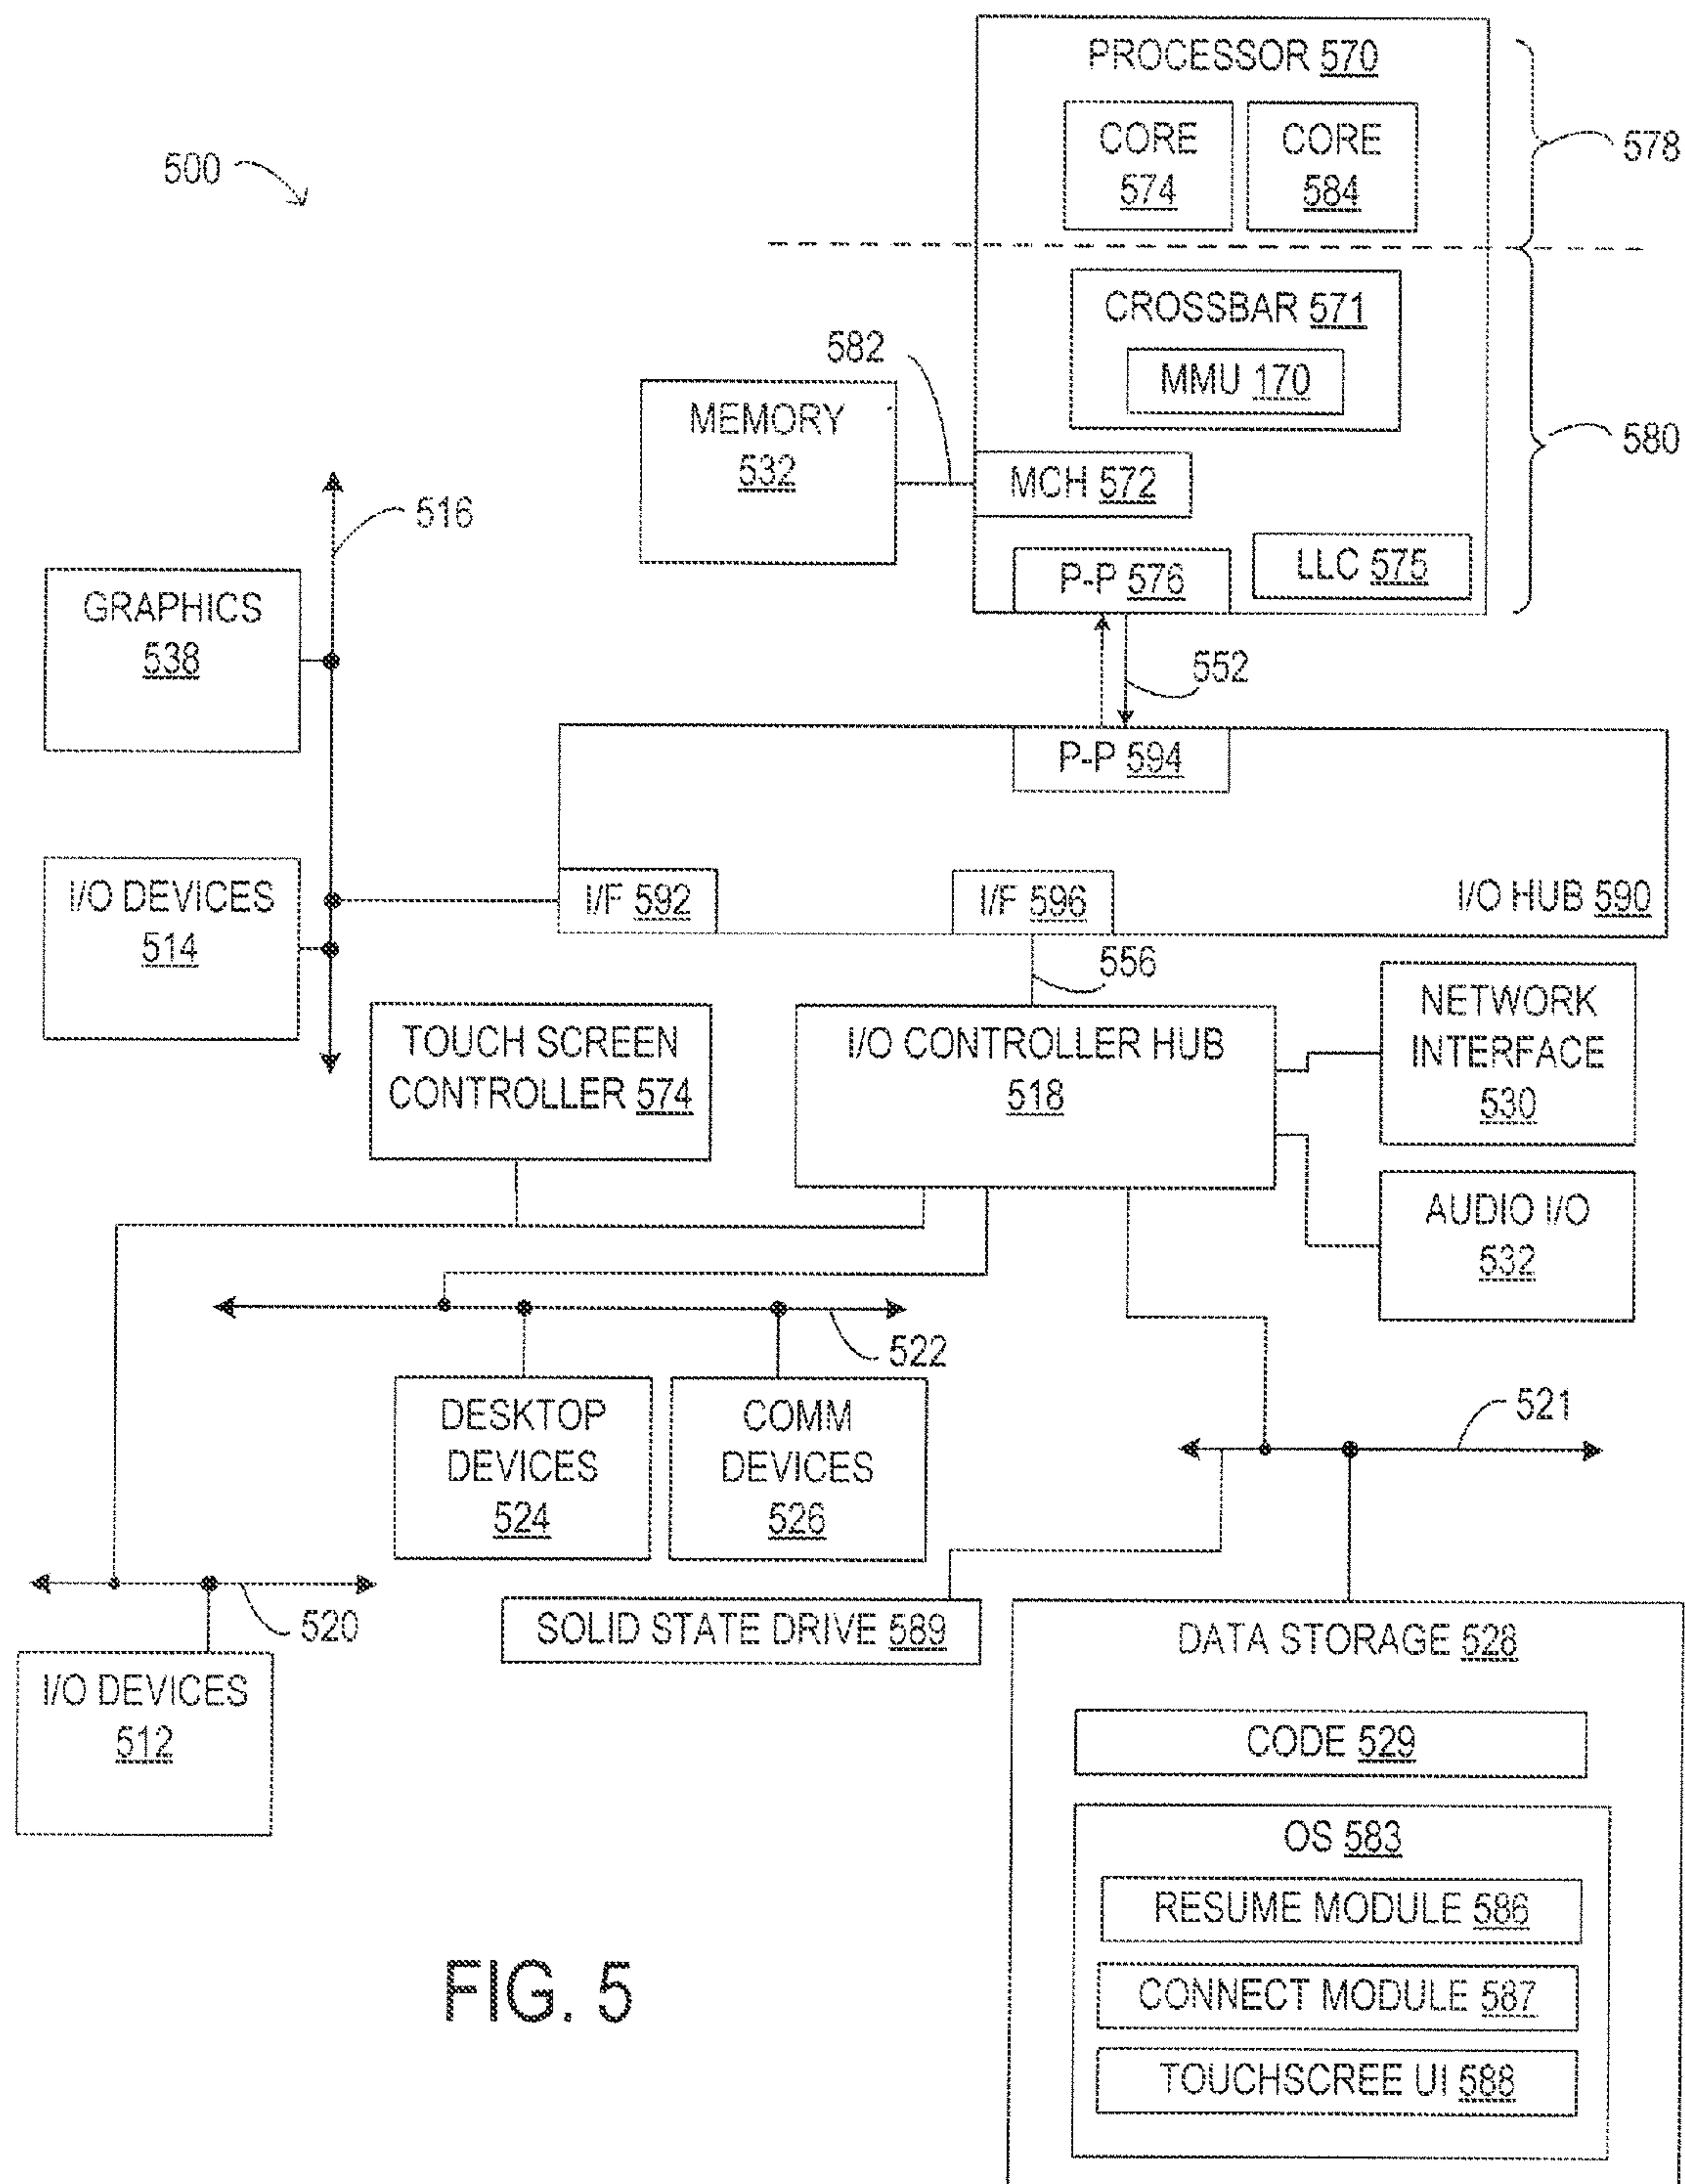 PROCESSOR 570
CORE
574
CORE
584
578
500
CROSSBAR 571
MMU 170
582
MEMORY
532
580
MCH 572
516
LLC 575
P-P 576
GRAPHICS
538
552
P-P 594
I/O DEVICES
514
I/F 592
I/F 596
I/O HUB 590
556
NETWORK
INTERFACE
530
TOUCH SCREEN
CONTROLLER 574
I/O CONTROLLER HUB
518
AUDIO I/O
532
522
DESKTOP
DEVICES
524
COMM
DEVICES
526
521
520
SOLID STATE DRIVE 589
I/O DEVICES
512
DATA STORAGE 528
CODE 529
OS 583
RESUME MODULE 586
CONNECT MODULE 587
TOUCHSCREE UI 588
FIG. 5